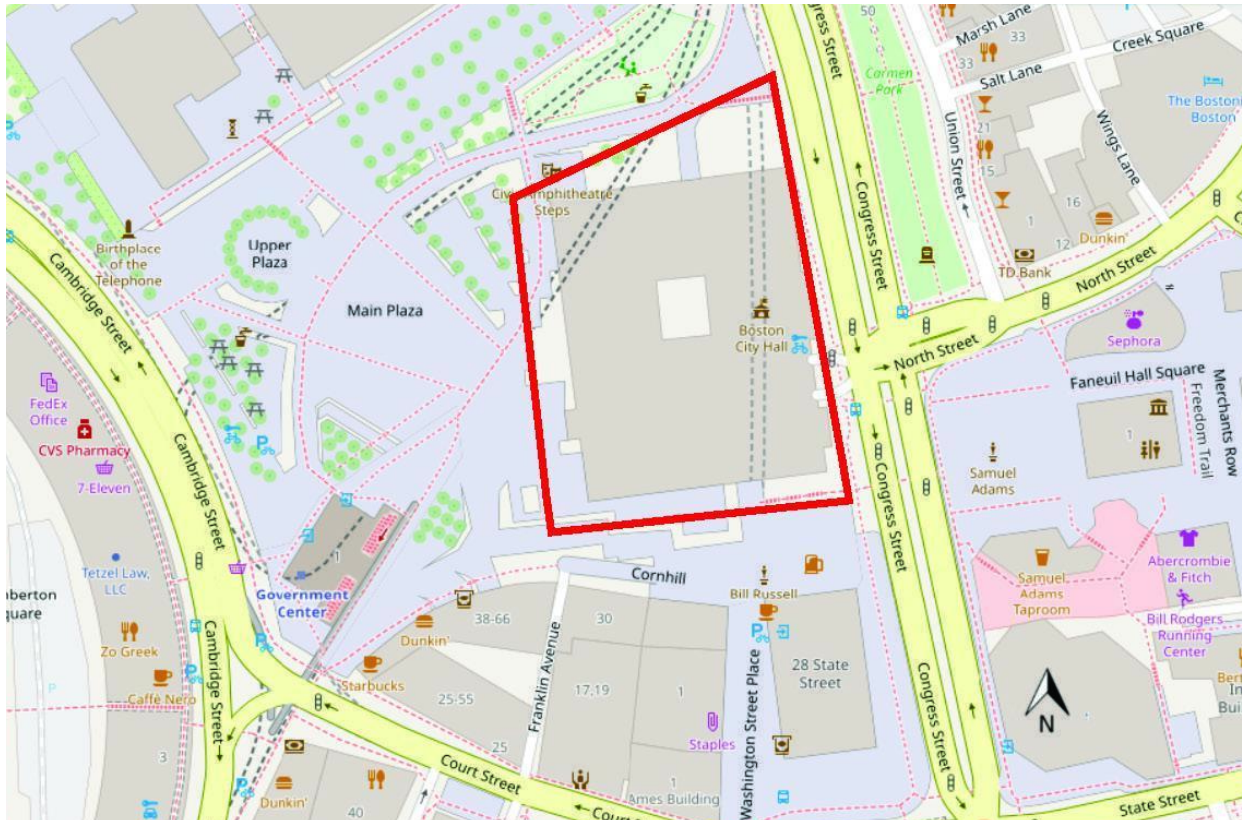 Congress Street
50
Marsh Lane
33
Creek Square
33
Salt Lane
Carmen
Park
The Boston
Boston
21
Union Street
Wings Lane
15
Civic Amphitheatre
Steps
Congress Street
1
16
Dunkin'
12
Birthplace
of the
Telephone
Upper
Plaza
TD Bank
North Street
Cambridge Street
Main Plaza
Boston
City Hall
Sephora
North Street
Faneuil Hall Square
Merchants Row
Freedom Trail
FedEx
Office
CVS Pharmacy
7-Eleven
Cambridge Street
1
Samuel
Adams
Congress Street
1
Tetzel Law,
LLC
Government
Center
Cornhill
Bill Russell
Samuel
Adams
Taproom
Abercrombie
& Fitch
Bill Rodgers
Running
Center
38-66
30
Dunkin'
Zo Greek
Cambridge Street
Starbucks
Franklin Avenue
28 State
Street
Caffè Nero
25-55
17,19
1
Washington Street Place
Congress Street
N
Staples
25
3
Court Street
1
Ames Building
Dunkin'
40
State Street